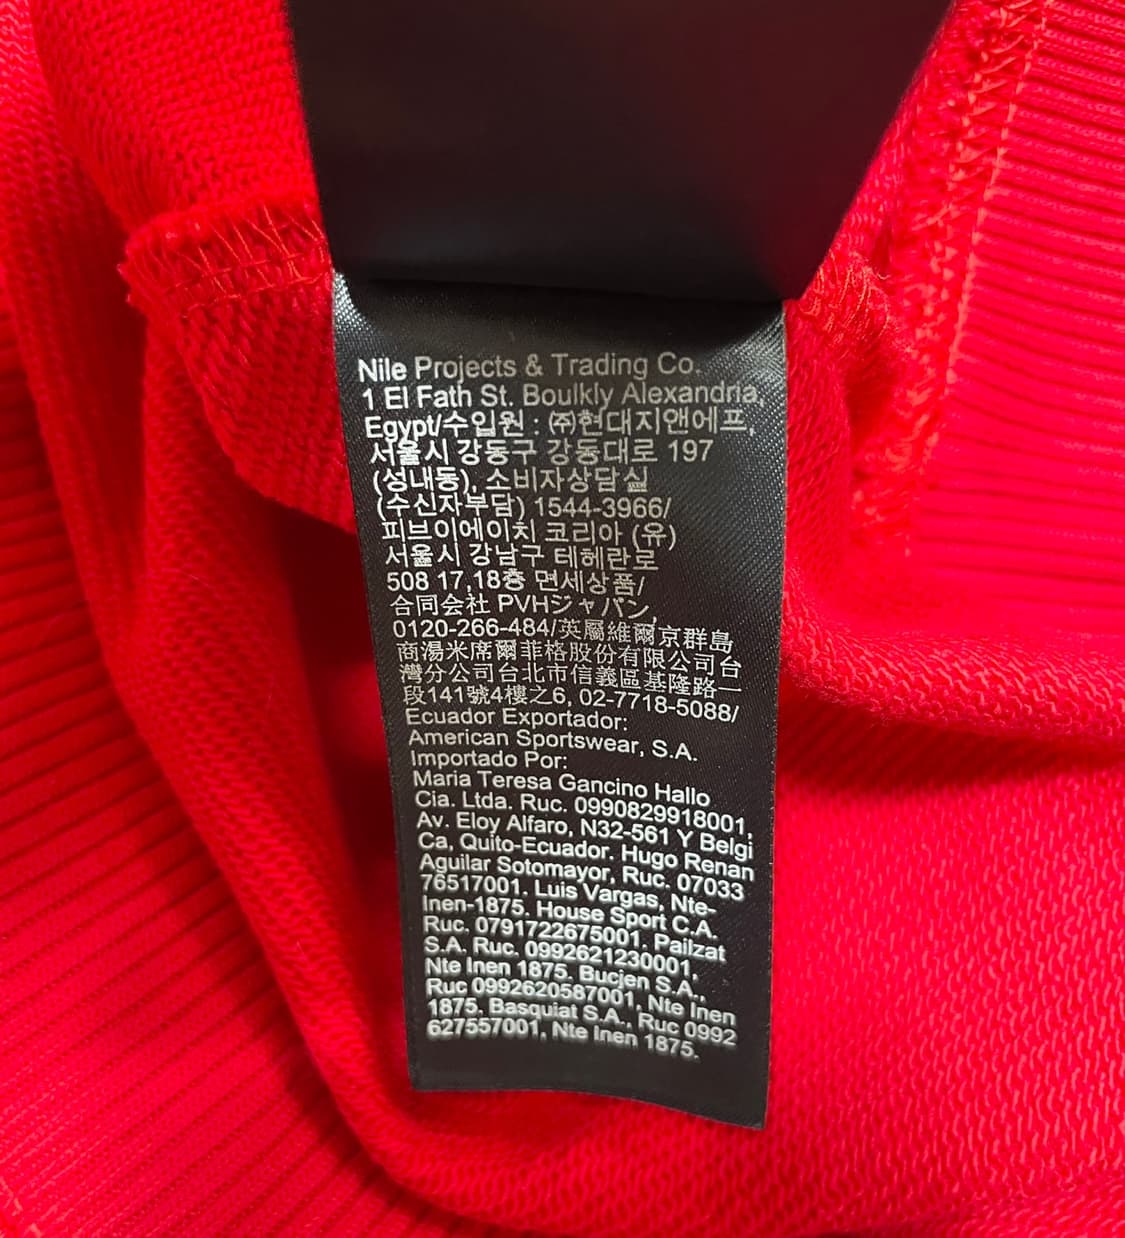 Nile Projects & Trading Co.
1 El Fath St. Boulkly Alexandria,
Egypt/수입원 : ㈜현대지앤에프,
서울시 강동구 강동대로 197
(성내동), 소비자상담실
(수신자부담) 1544-3966/
피브이에이치 코리아 (유)
서울시 강남구 테헤란로
508 17,18층 면세상품/
合同会社 PVHジャパン,
0120-266-484/英屬維爾京群島
商湯米席爾菲格股份有限公司台
灣分公司台北市信義區基隆路一
段141號4樓之6, 02-7718-5088/
Ecuador Exportador:
American Sportswear, S.A.
Importado Por:
Maria Teresa Gancino Hallo
Cia. Ltda. Ruc. 0990829918001,
Av. Eloy Alfaro, N32-561 Y Belgi
Ca, Quito-Ecuador. Hugo Renan
Aguilar Sotomayor, Ruc. 07033
76517001. Luis Vargas, Nte-
Inen-1875. House Sport C.A.
Ruc. 0791722675001. Pailzat
S.A. Ruc. 0992621230001,
Nte Inen 1875. Bucjen S.A.,
Ruc 0992620587001, Nte Inen
1875. Basquiat S.A., Ruc 0992
627557001, Nte Inen 1875.